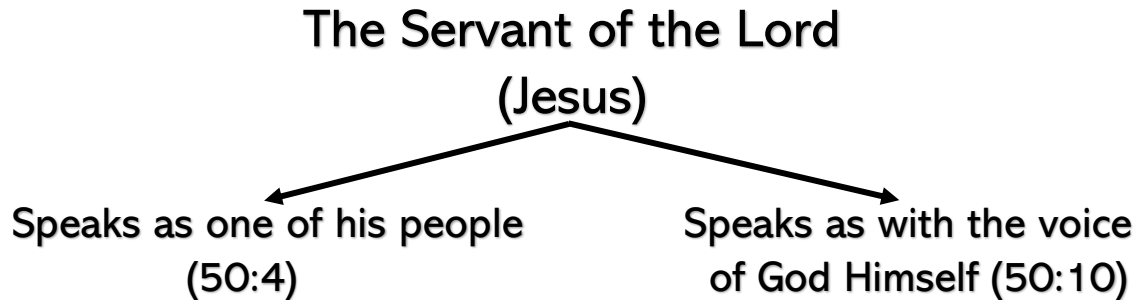 The Servant of the Lord
(Jesus)
Speaks as one of his people
(50:4)
Speaks as with the voice
of God Himself (50:10)